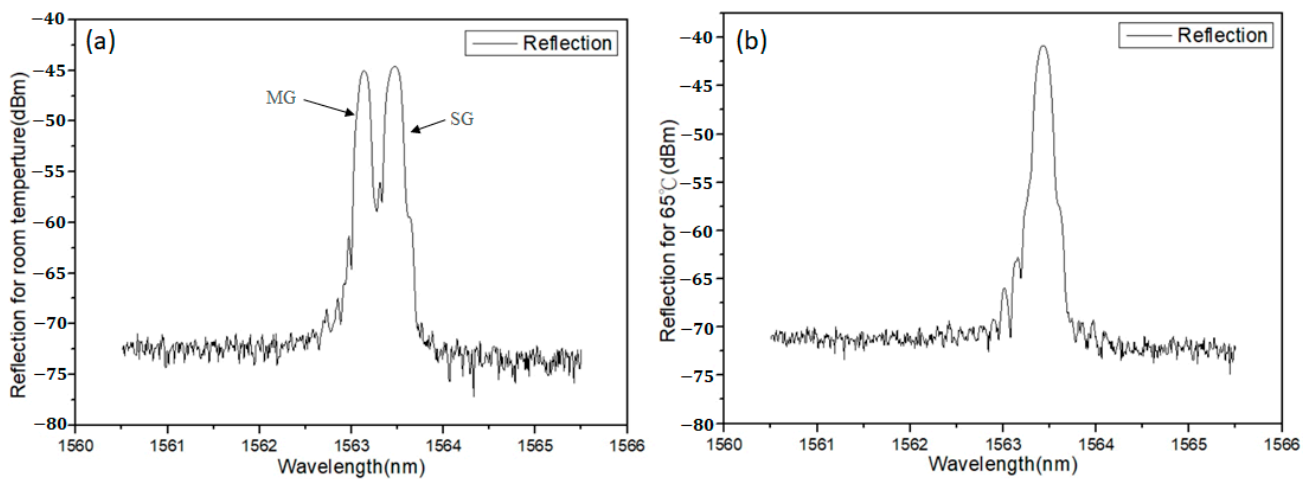 (a)
Reflection
MG
SG
Reflection for room temperture(dBm)
−40
−45
−50
−55
−60
−65
−70
−75
−80
1560 1561 1562 1563 1564 1565 1566
Wavelength(nm)
(b)
Reflection
Reflection for 65℃(dBm)
−40
−45
−50
−55
−60
−65
−70
−75
−80
1560 1561 1562 1563 1564 1565 1566
Wavelength(nm)